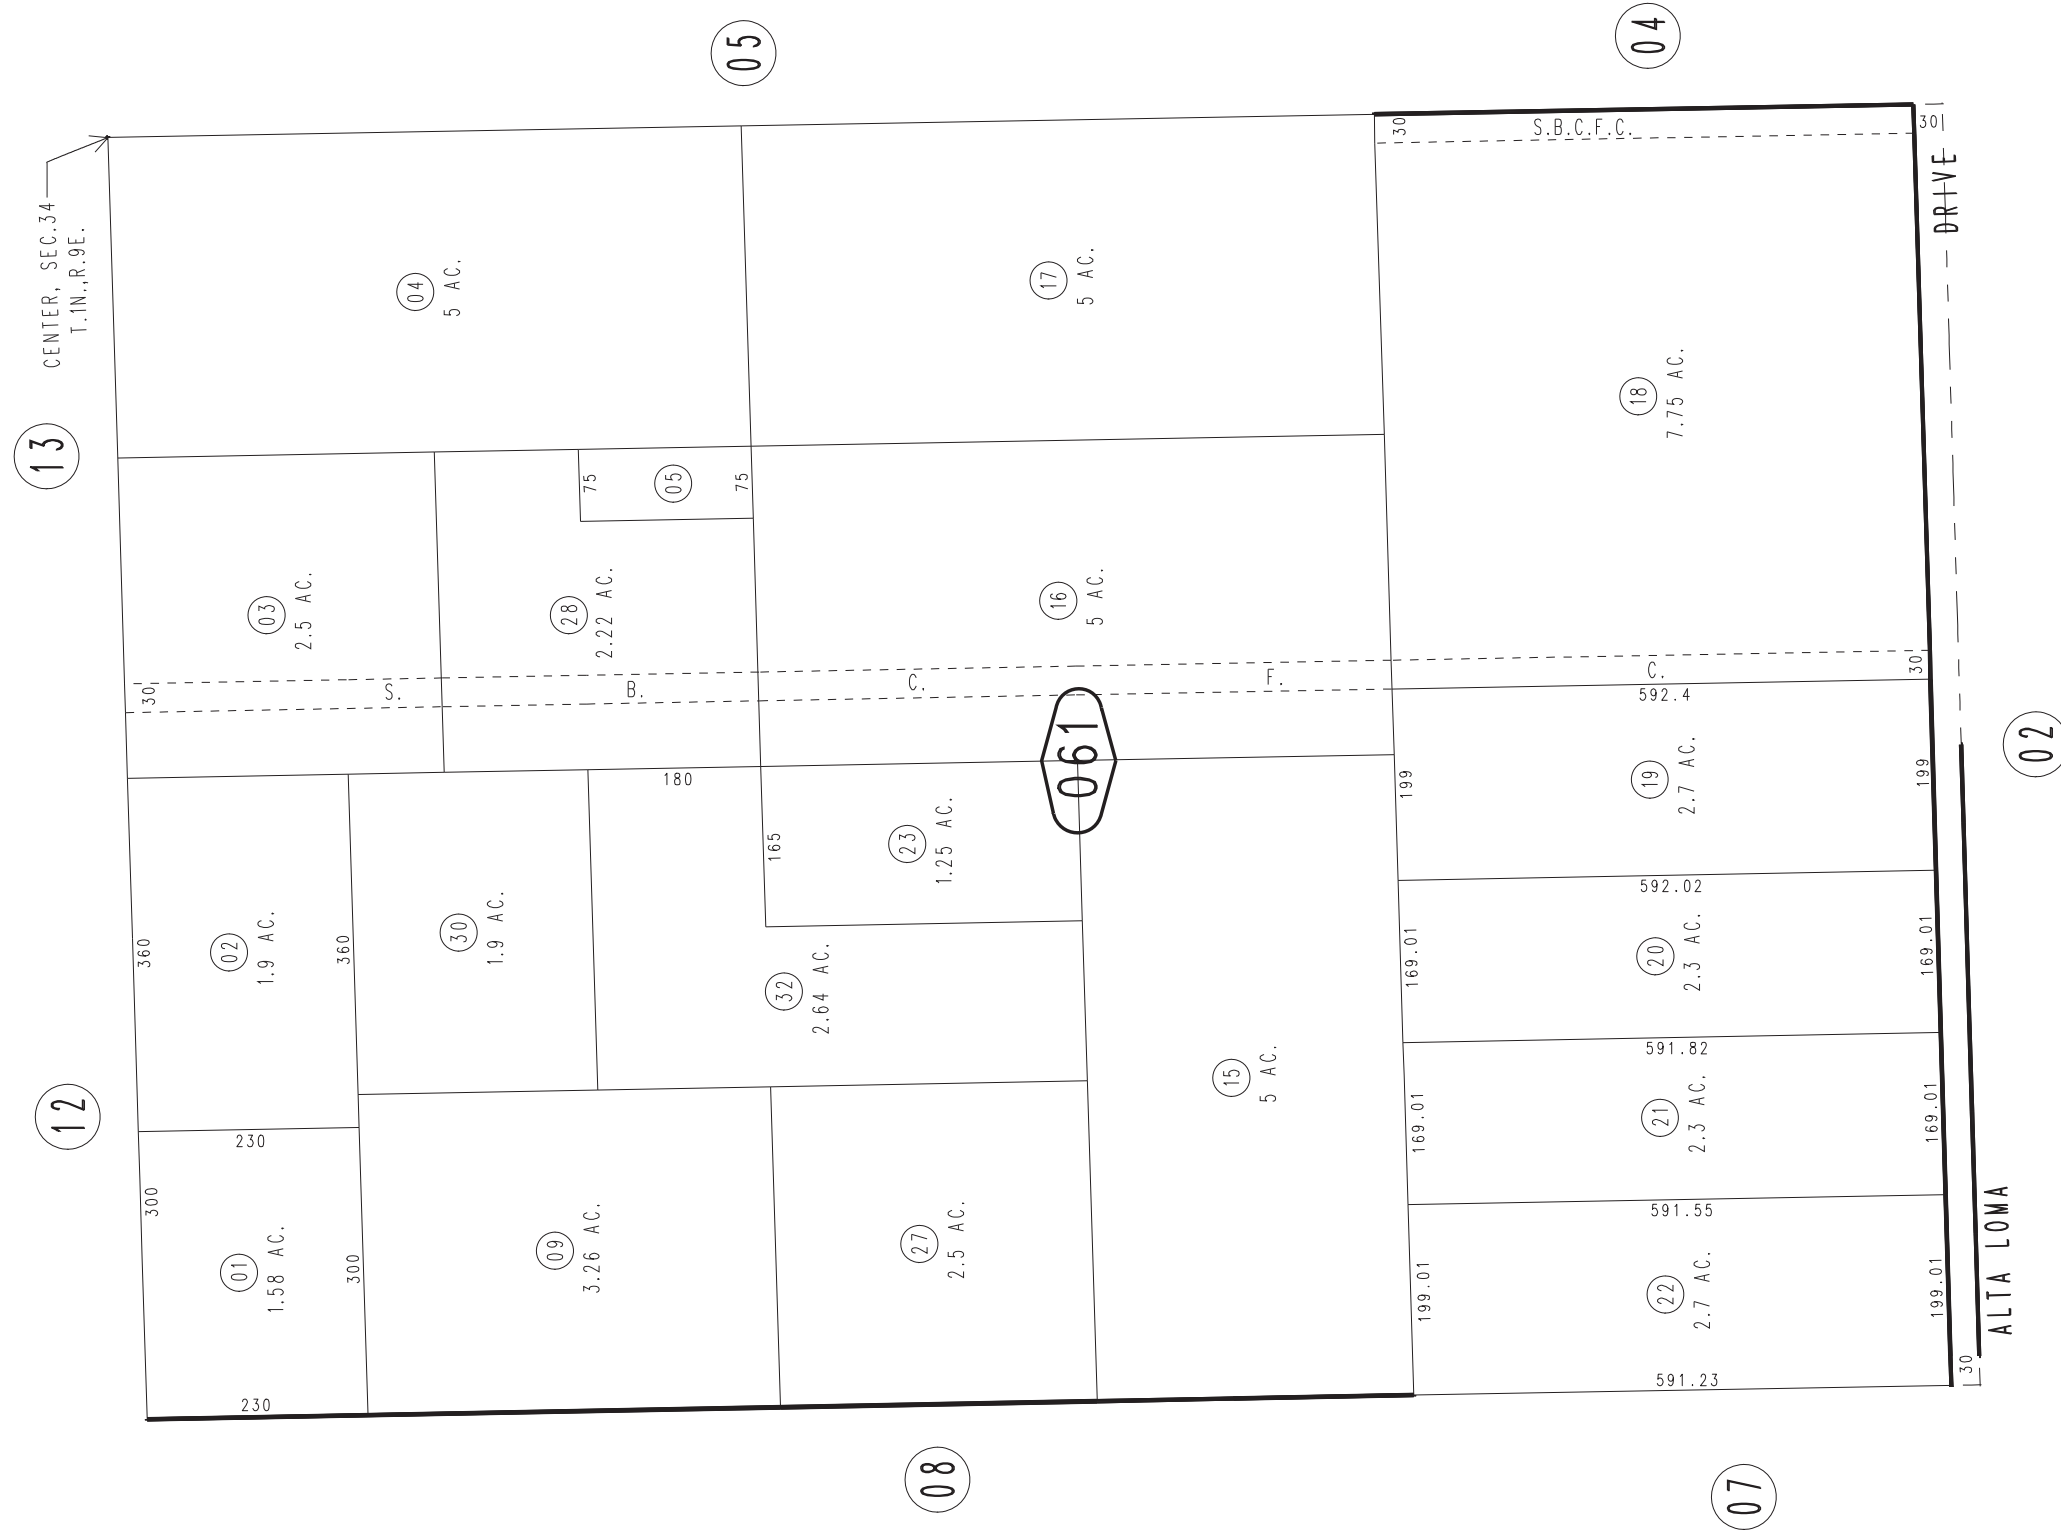 05
04
CENTER, SEC.34
T.1N.,R.9E.
13
12
08
07
02
30
S.B.C.F.C.
30
DRIVE
04
5 AC.
17
5 AC.
18
7.75 AC.
75
05
75
03
2.5 AC.
28
2.22 AC.
16
5 AC.
30
S.
B.
C.
F.
C.
30
592.4
061
180
165
23
1.25 AC.
199
19
2.7 AC.
199
592.02
360
02
1.9 AC.
360
30
1.9 AC.
32
2.64 AC.
169.01
20
2.3 AC.
169.01
591.82
15
5 AC.
169.01
21
2.3 AC.
169.01
591.55
230
300
01
1.58 AC.
300
230
09
3.26 AC.
27
2.5 AC.
199.01
22
2.7 AC.
199.01
591.23
30
ALTA LOMA